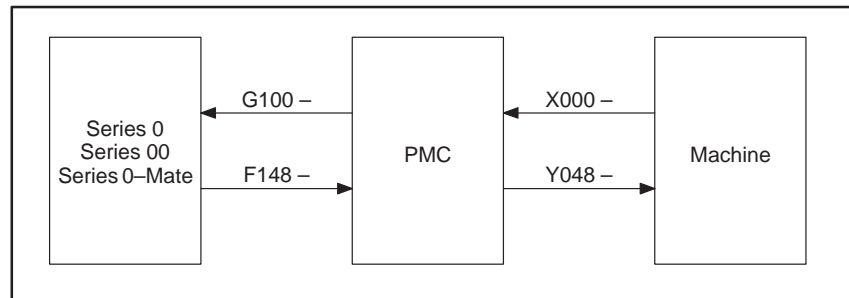 G100 –
X000 –
Series 0
Series 00
Series 0–Mate
PMC
Machine
F148 –
Y048 –